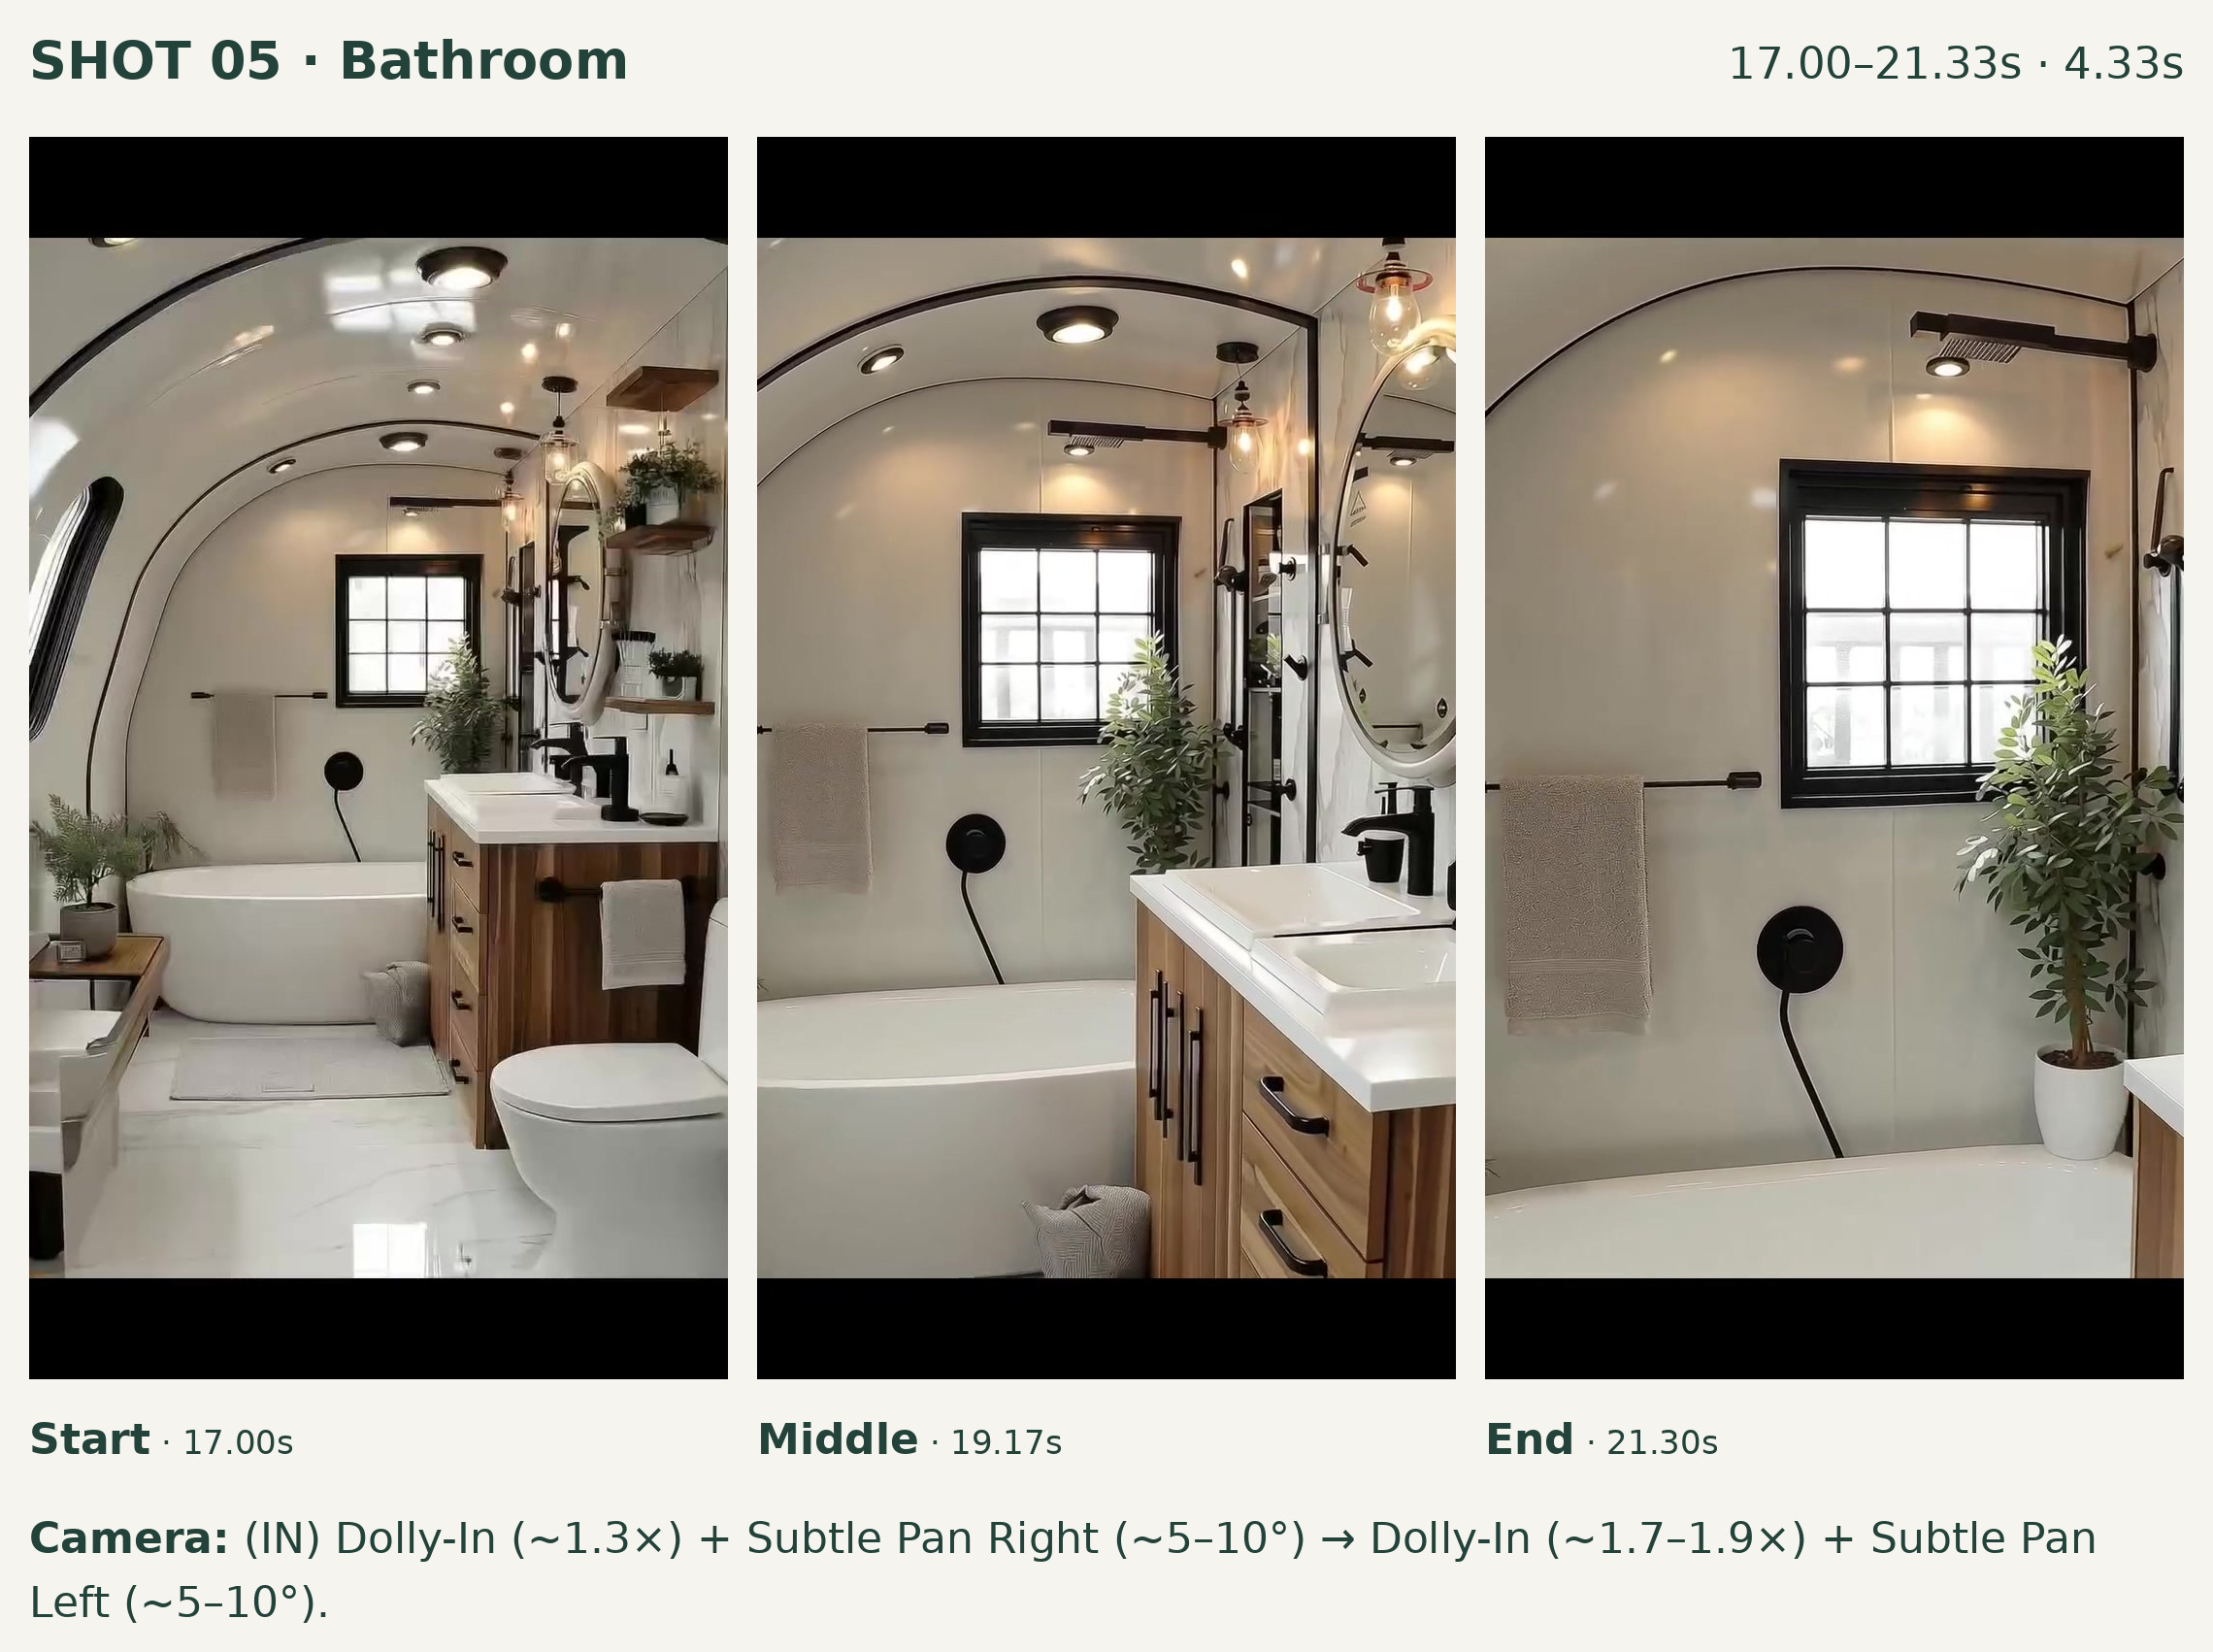 SHOT 05 · Bathroom
17.00–21.33s · 4.33s
Start · 17.00s
Middle · 19.17s
End · 21.30s
Camera: (IN) Dolly-In (~1.3×) + Subtle Pan Right (~5–10°) → Dolly-In (~1.7–1.9×) + Subtle Pan
Left (~5–10°).